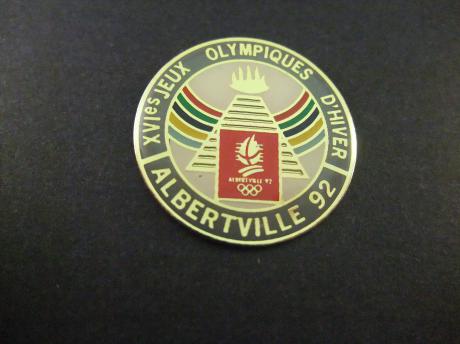 XVIes JEUX OLYMPIQUES D'HIVER
ALBERTVILLE 92
ALBERTVILLE 92